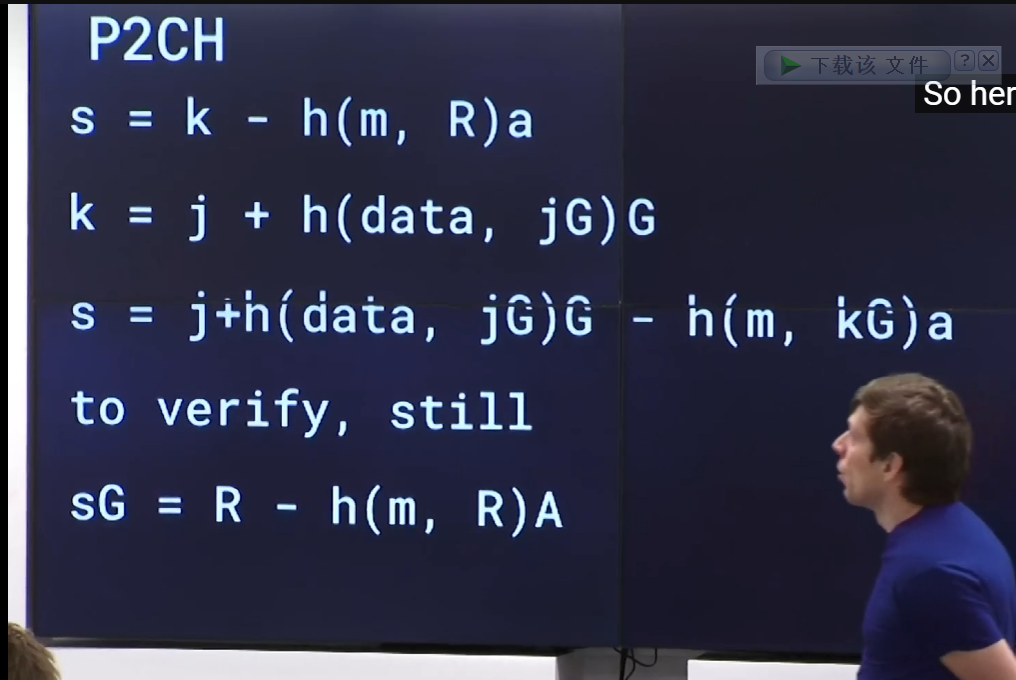 P2CH
下载该 文件
? X
So her
s = k - h(m, R)a
k = j + h(data, jG)G
s = j+h(data, jG)G - h(m, kG)a
to verify, still
sG = R - h(m, R)A